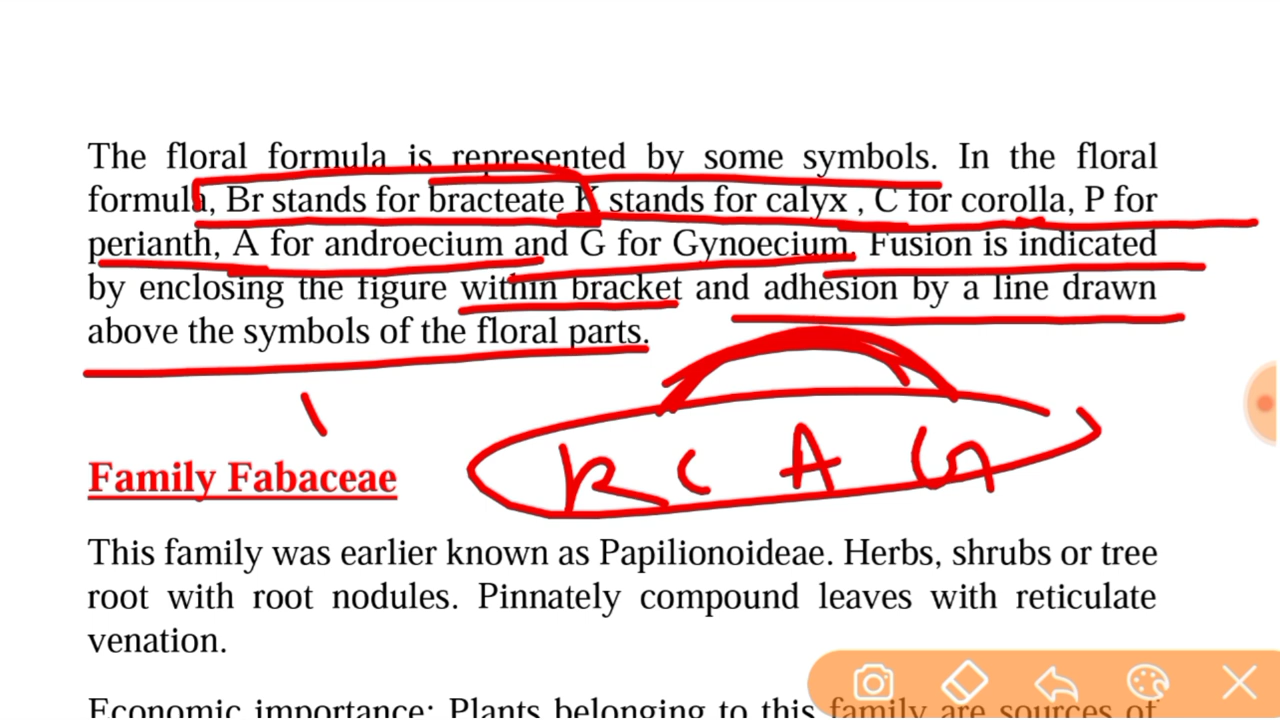 The floral formula is represented by some symbols. In the floral
formula, Br stands for bracteate K stands for calyx , C for corolla, P for
perianth, A for androecium and G for Gynoecium. Fusion is indicated
by enclosing the figure within bracket and adhesion by a line drawn
above the symbols of the floral parts.
K C A G
Family Fabaceae
This family was earlier known as Papilionoideae. Herbs, shrubs or tree
root with root nodules. Pinnately compound leaves with reticulate
venation.
Economic importance: Plants belonging to this family are sources of